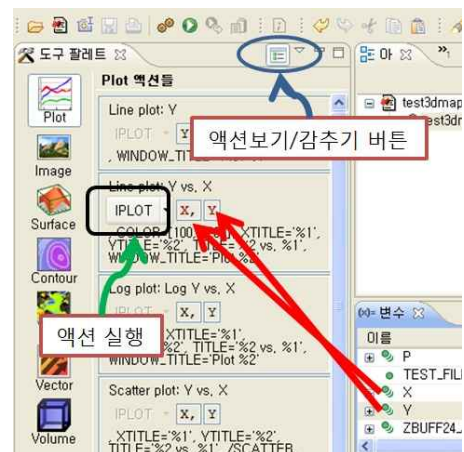 도구 팔레트
Plot 액션들
Plot
Image
Surface
Contour
Vector
Volume
Line plot: Y
IPLOT Y
, WINDOW_TIT
액션보기/감추기 버튼
Line plot: Y vs, X
IPLOT X, Y
XTITLE='%1',
YTITLE='%2', TITLE='%2 vs, %1',
WINDOW_TITLE='Plot %2'
액션 실행
Log plot: Log Y vs, X
IPLOT X, Y
XTITLE='%1',
%2', TITLE='%2 vs, %1',
WINDOW_TITLE='Plot %2'
Scatter plot: Y vs, X
IPLOT X, Y
, XTITLE='%1', YTITLE='%2',
TITLE='%2 vs, %1', /SCATTER
아
test3dmap
변수
이름
P
TEST_FIL
X
Y
ZBUFF24_